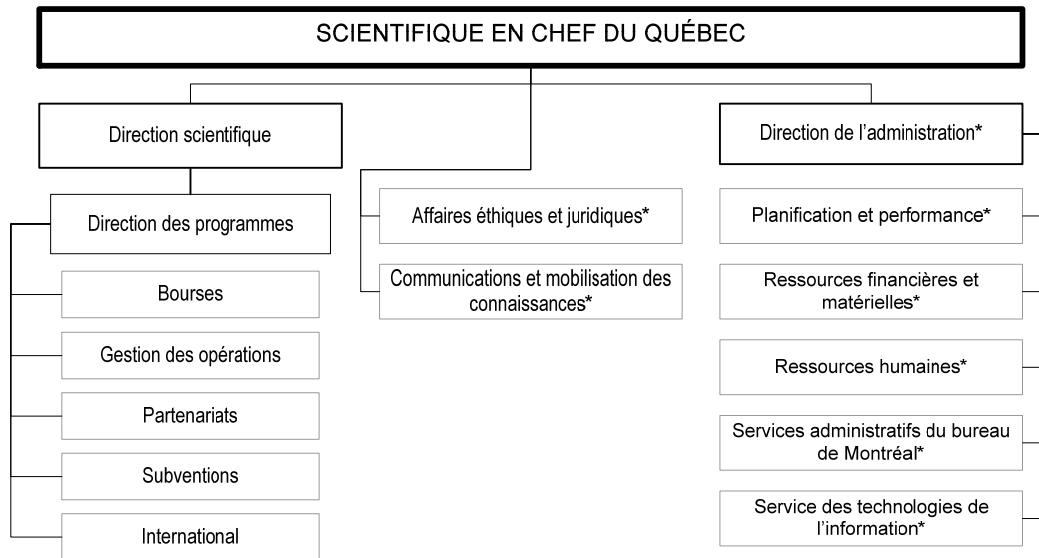 SCIENTIFIQUE EN CHEF DU QUÉBEC
Direction scientifique
Direction des programmes
Bourses
Gestion des opérations
Partenariats
Subventions
International
Affaires éthiques et juridiques*
Communications et mobilisation des
connaissances*
Direction de l’administration*
Planification et performance*
Ressources financières et
matérielles*
Ressources humaines*
Services administratifs du bureau
de Montréal*
Service des technologies de
l’information*